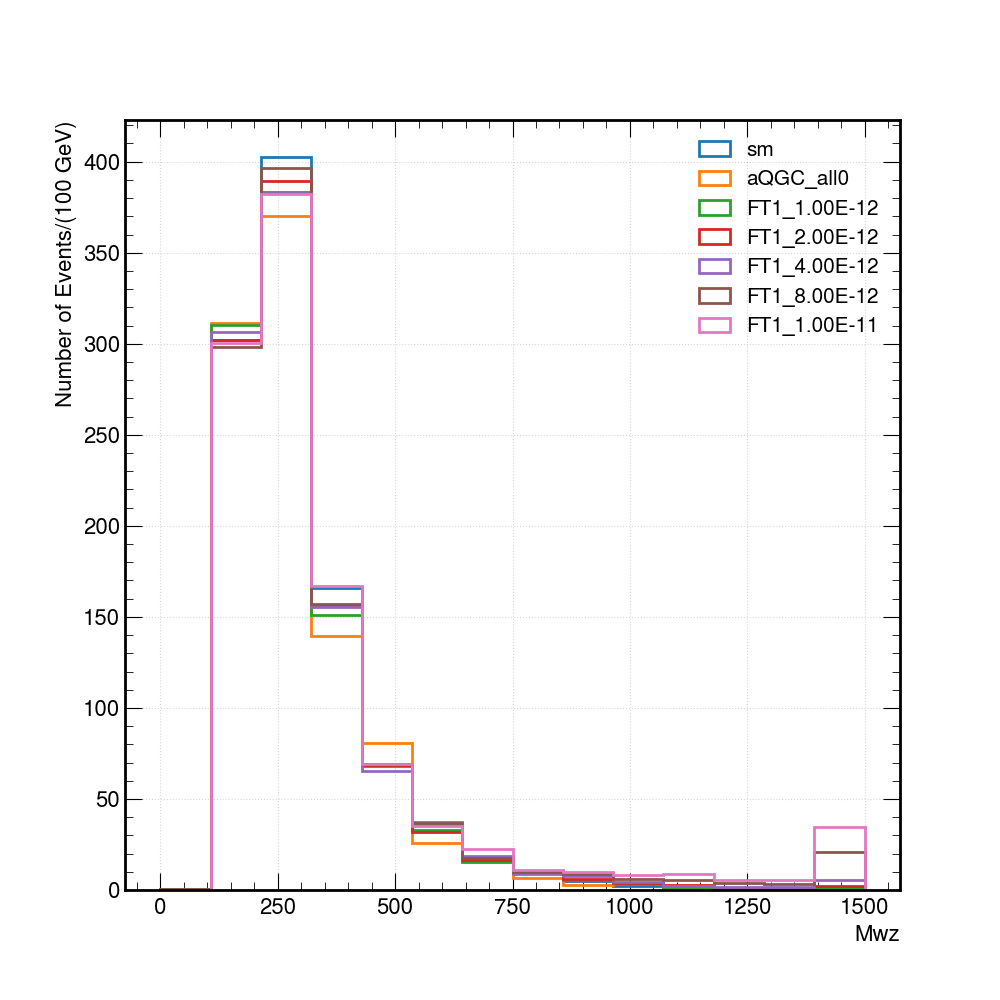 Number of Events/(100 GeV)
400
350
300
250
200
150
100
50
0
sm
aQGC_all0
FT1_1.00E-12
FT1_2.00E-12
FT1_4.00E-12
FT1_8.00E-12
FT1_1.00E-11
0 250 500 750 1000 1250 1500
Mwz